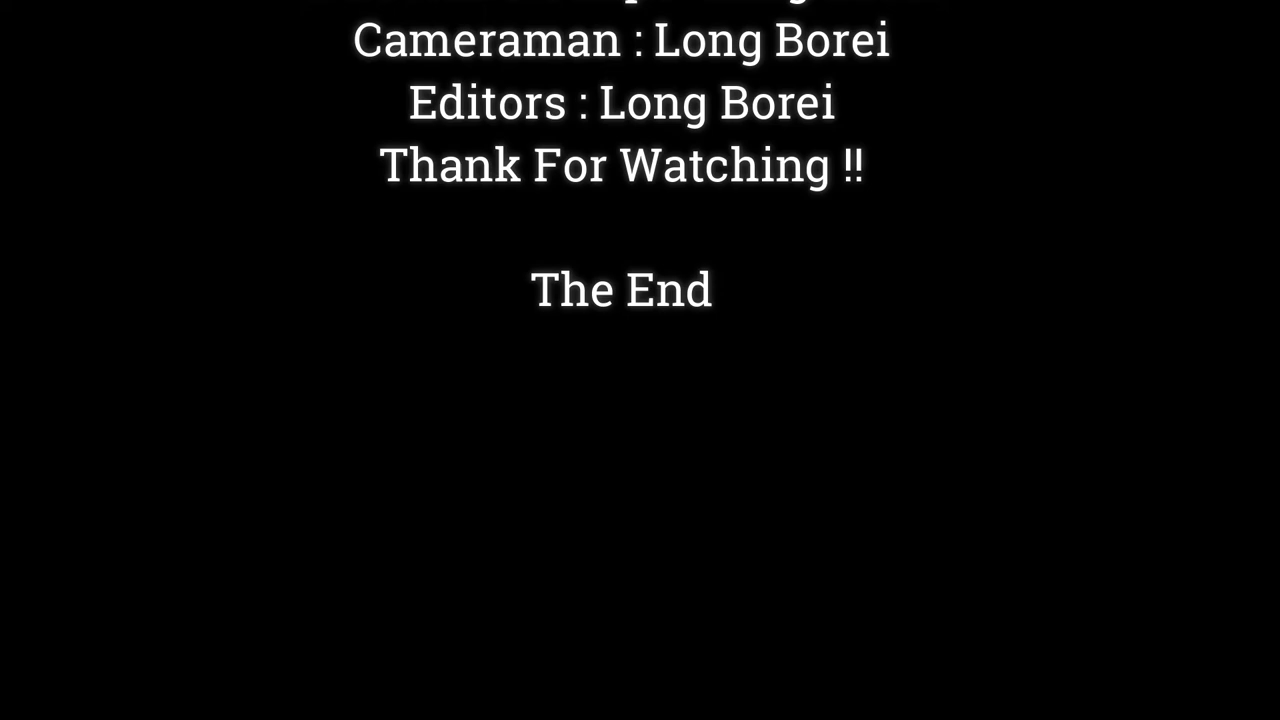 Cameraman : Long Borei
Editors : Long Borei
Thank For Watching !!
The End